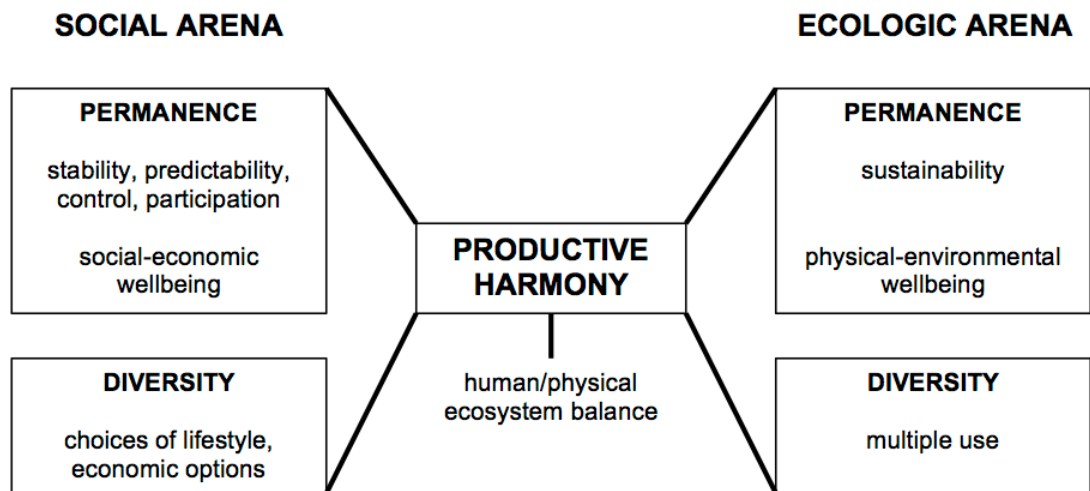 SOCIAL ARENA
PERMANENCE
stability, predictability,
control, participation
social-economic
wellbeing
DIVERSITY
choices of lifestyle,
economic options
PRODUCTIVE
HARMONY
human/physical
ecosystem balance
ECOLOGIC ARENA
PERMANENCE
sustainability
physical-environmental
wellbeing
DIVERSITY
multiple use